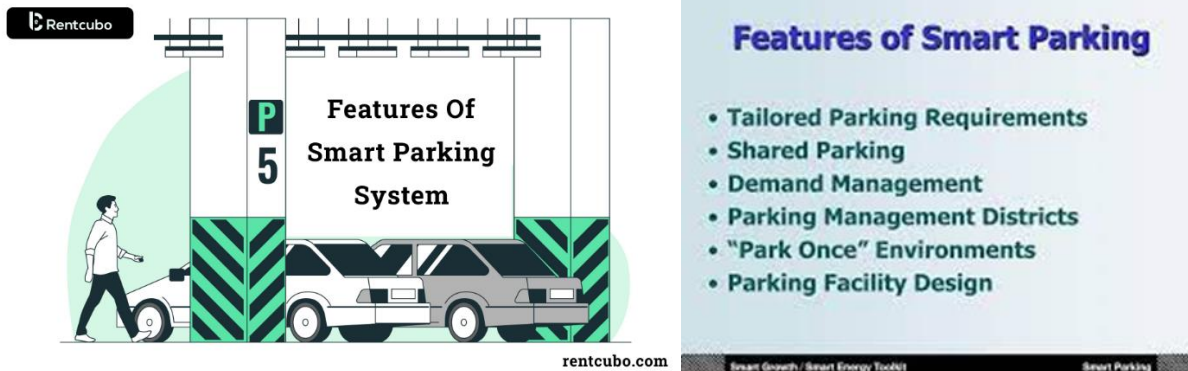 Rentcubo
P
5
Features Of
Smart Parking
System
rentcubo.com
Features of Smart Parking
• Tailored Parking Requirements
• Shared Parking
• Demand Management
• Parking Management Districts
• "Park Once" Environments
• Parking Facility Design
Smart Growth / Smart Energy Toolkit
Smart Parking